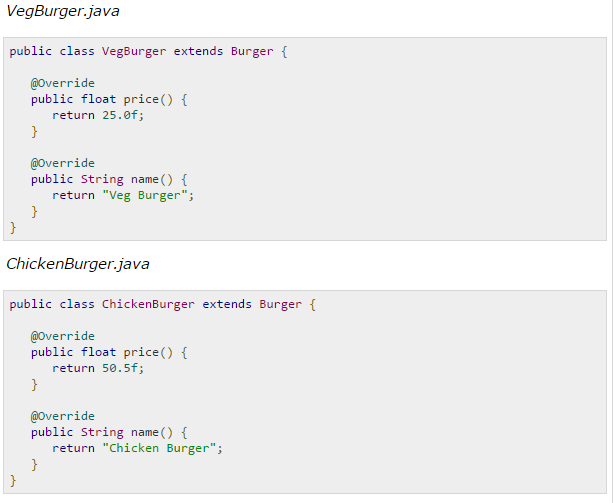 VegBurger.java
public class VegBurger extends Burger {
@Override
public float price() {
return 25.0f;
}
@Override
public String name() {
return "Veg Burger";
}
}
ChickenBurger.java
public class ChickenBurger extends Burger {
@Override
public float price() {
return 50.5f;
}
@Override
public String name() {
return "Chicken Burger";
}
}